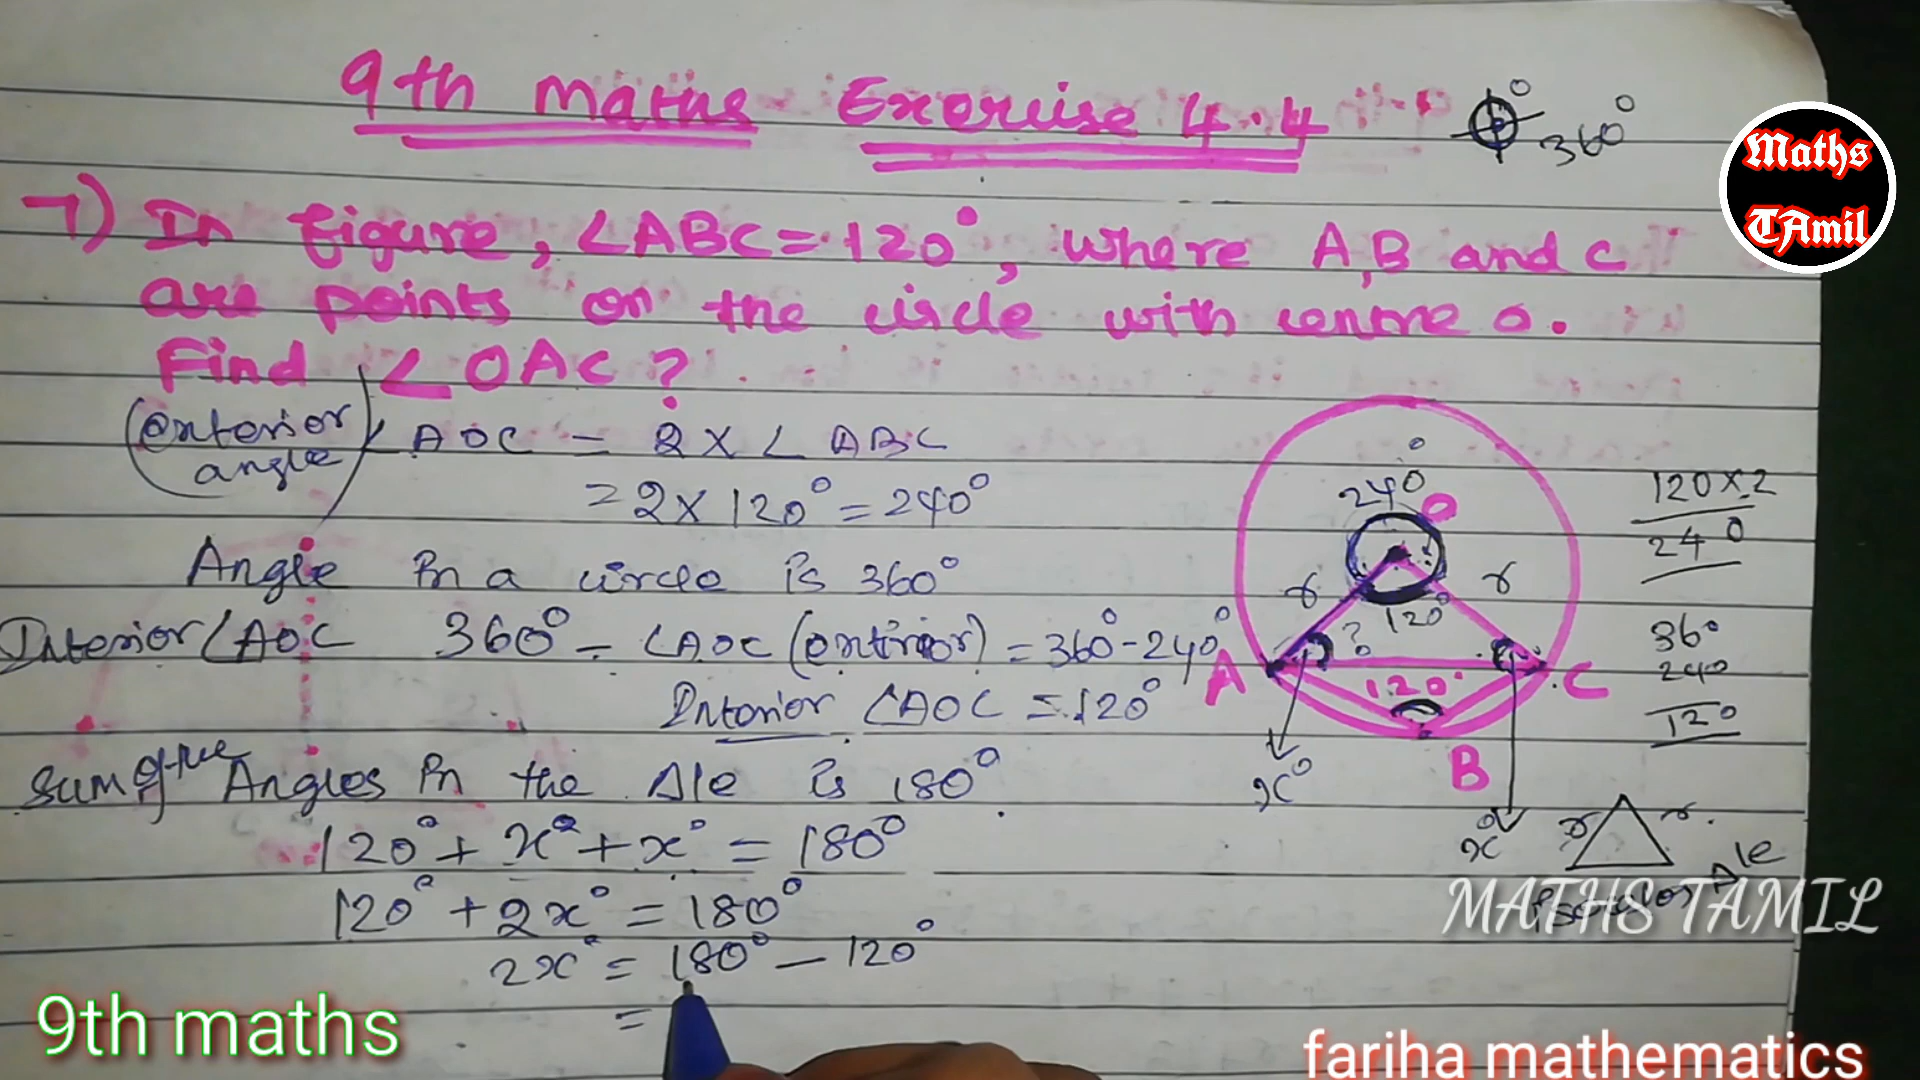 9th maths Exercise 4.4
360°
Maths
TAmil
7) In figure, ∠ABC = 120°, where A,B and C
are points on the circle with centre O.
Find ∠OAC?
(exterior
angle)
∠AOC = 2 × ∠ABC
= 2 × 120° = 240°
Angle in a circle is 360°
Interior ∠AOC 360° - ∠AOC (exterior) = 360° - 240°
Interior ∠AOC = 120°
Sum of the Angles in the Δle is 180°.
120° + x° + x° = 180°
120° + 2x° = 180°
2x° = 180° - 120°
=
240°
O
r
r
120°
?
A
120°
C
B
x°
x°
120×2
240
360
240
120
r r
Δle
MATHS TAMIL
9th maths
fariha mathematics